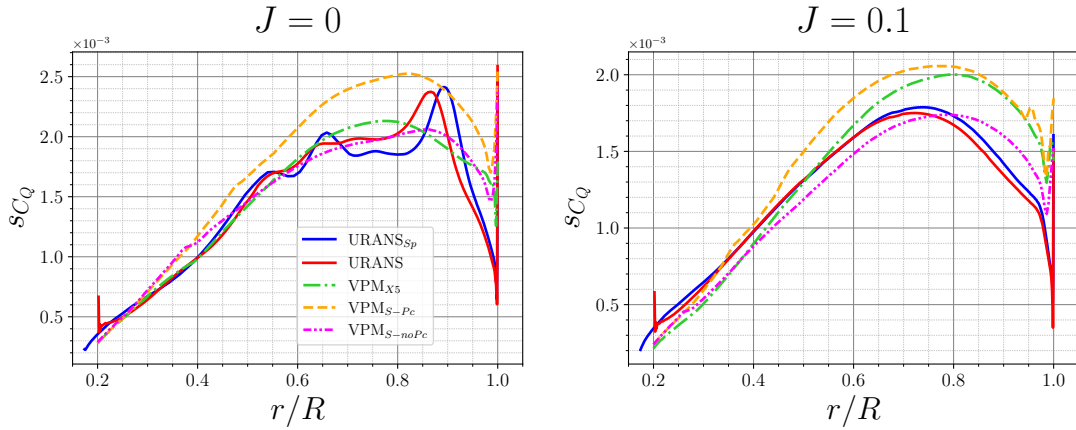 J = 0
×10⁻³
2.5
2.0
1.5
1.0
0.5
s_{C_Q}
0.2 0.4 0.6 0.8 1.0
r/R
URANS_{Sp}
URANS
VPM_{X5}
VPM_{S-Pc}
VPM_{S-noPc}
J = 0.1
×10⁻³
2.0
1.5
1.0
0.5
s_{C_Q}
0.2 0.4 0.6 0.8 1.0
r/R